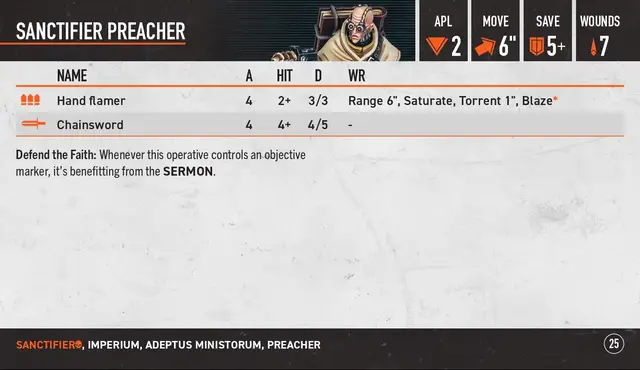 SANCTIFIER PREACHER
APL MOVE SAVE WOUNDS
2 6" 5+ 7
NAME A HIT D WR
Hand flamer 4 2+ 3/3 Range 6", Saturate, Torrent 1", Blaze*
Chainsword 4 4+ 4/5 -
Defend the Faith: Whenever this operative controls an objective
marker, it's benefitting from the SERMON.
SANCTIFIER, IMPERIUM, ADEPTUS MINISTORUM, PREACHER
25